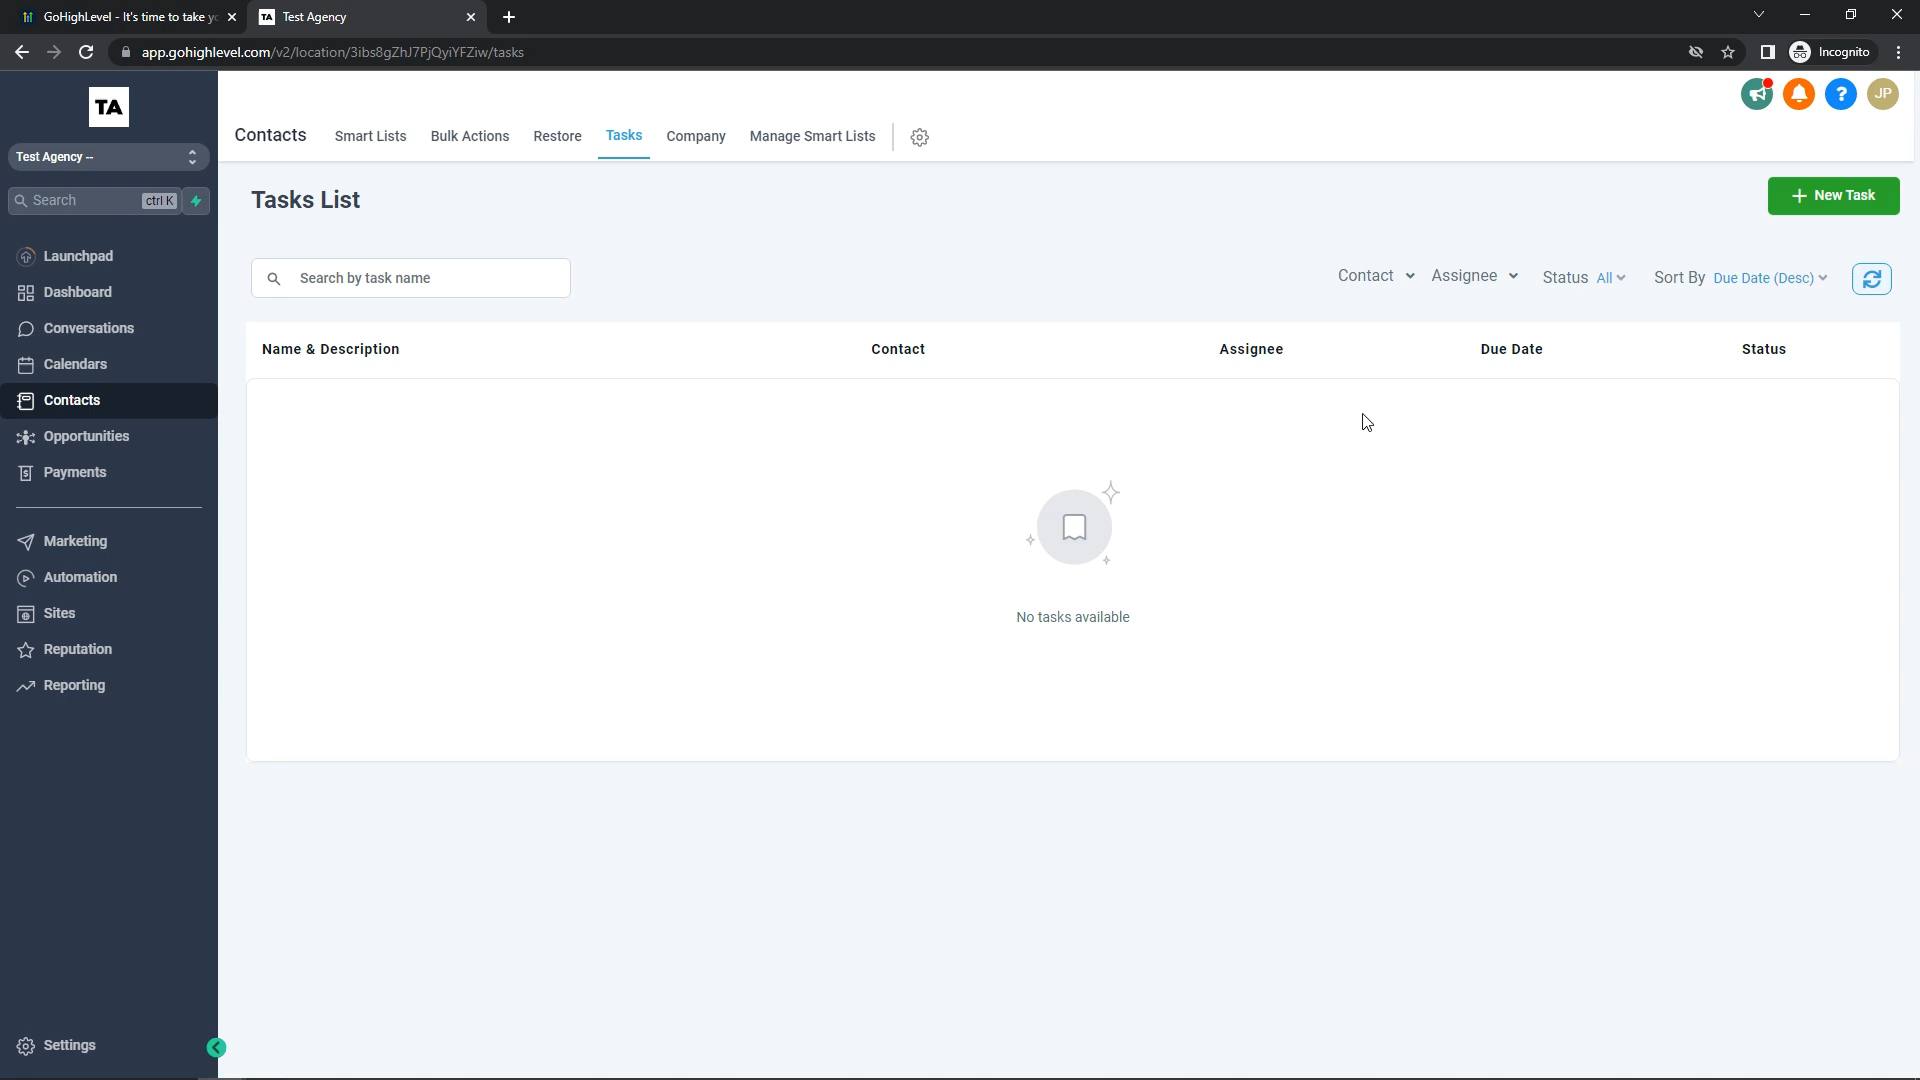 GoHighLevel - It's time to take yo
Test Agency
app.gohighlevel.com/v2/location/3ibs8gZhJ7PjQyiYFZiw/tasks
Incognito
TA
Test Agency --
Search
ctrl K
Launchpad
Dashboard
Conversations
Calendars
Contacts
Opportunities
Payments
Marketing
Automation
Sites
Reputation
Reporting
Settings
JP
Contacts Smart Lists Bulk Actions Restore Tasks Company Manage Smart Lists
Tasks List
+ New Task
Search by task name
Contact Assignee Status All Sort By Due Date (Desc)
Name & Description Contact Assignee Due Date Status
No tasks available